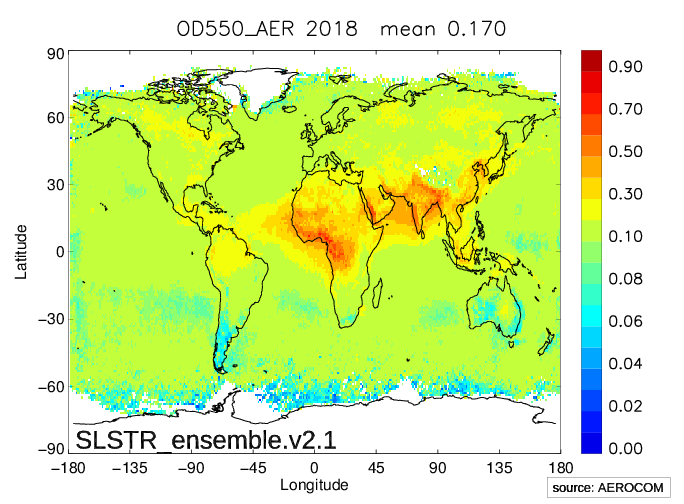 OD550_AER 2018 mean 0.170
90
60
30
0
−30
−60
−90
Latitude
−180 −135 −90 −45 0 45 90 135 180
Longitude
0.90
0.70
0.50
0.30
0.10
0.08
0.06
0.04
0.02
0.00
SLSTR_ensemble.v2.1
source: AEROCOM